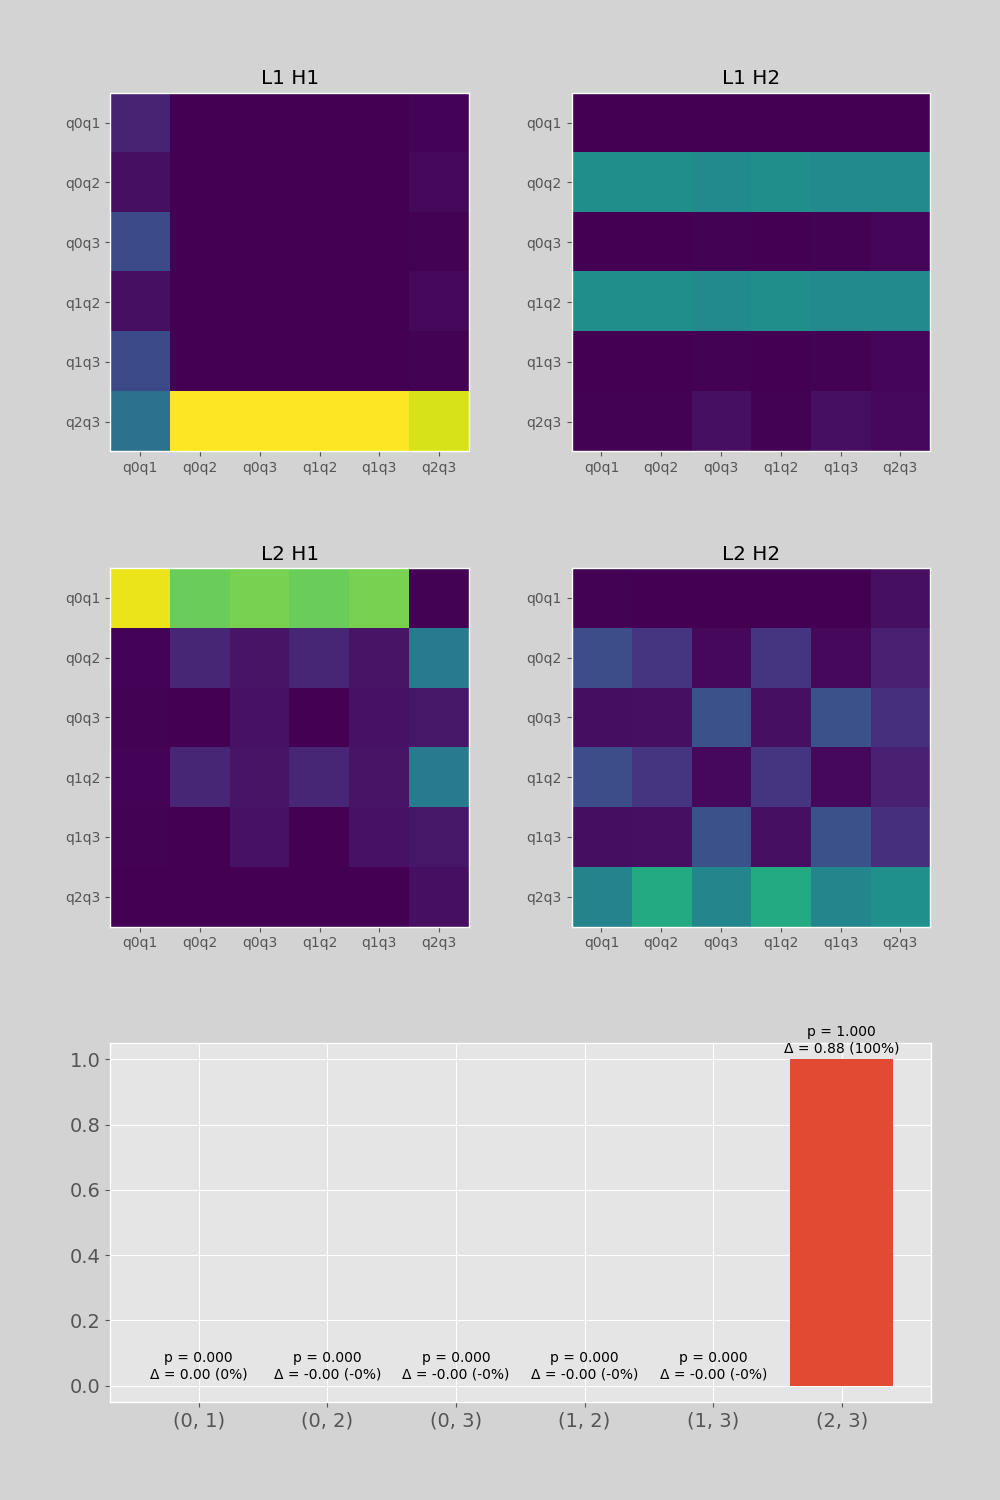 L1 H1
L1 H2
q0q1
q0q2
q0q3
q1q2
q1q3
q2q3
q0q1 q0q2 q0q3 q1q2 q1q3 q2q3
q0q1
q0q2
q0q3
q1q2
q1q3
q2q3
q0q1 q0q2 q0q3 q1q2 q1q3 q2q3
L2 H1
L2 H2
q0q1
q0q2
q0q3
q1q2
q1q3
q2q3
q0q1 q0q2 q0q3 q1q2 q1q3 q2q3
q0q1
q0q2
q0q3
q1q2
q1q3
q2q3
q0q1 q0q2 q0q3 q1q2 q1q3 q2q3
1.0
0.8
0.6
0.4
0.2
0.0
p = 0.000
Δ = 0.00 (0%)
p = 0.000
Δ = -0.00 (-0%)
p = 0.000
Δ = -0.00 (-0%)
p = 0.000
Δ = -0.00 (-0%)
p = 0.000
Δ = -0.00 (-0%)
p = 1.000
Δ = 0.88 (100%)
(0, 1) (0, 2) (0, 3) (1, 2) (1, 3) (2, 3)